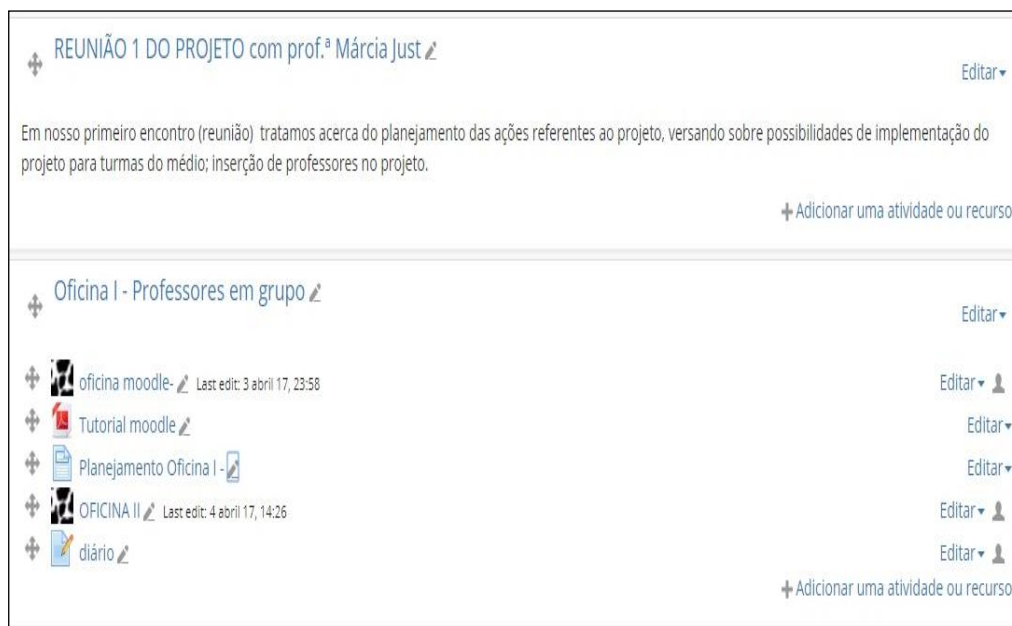 REUNIÃO 1 DO PROJETO com prof.ª Márcia Just
Editar
Em nosso primeiro encontro (reunião) tratamos acerca do planejamento das ações referentes ao projeto, versando sobre possibilidades de implementação do
projeto para turmas do médio; inserção de professores no projeto.
Adicionar uma atividade ou recurso
Oficina I - Professores em grupo
Editar
oficina moodle- Last edit: 3 abril 17, 23:58 Editar
Tutorial moodle Editar
Planejamento Oficina I - Editar
OFICINA II Last edit: 4 abril 17, 14:26 Editar
diário Editar
Adicionar uma atividade ou recurso